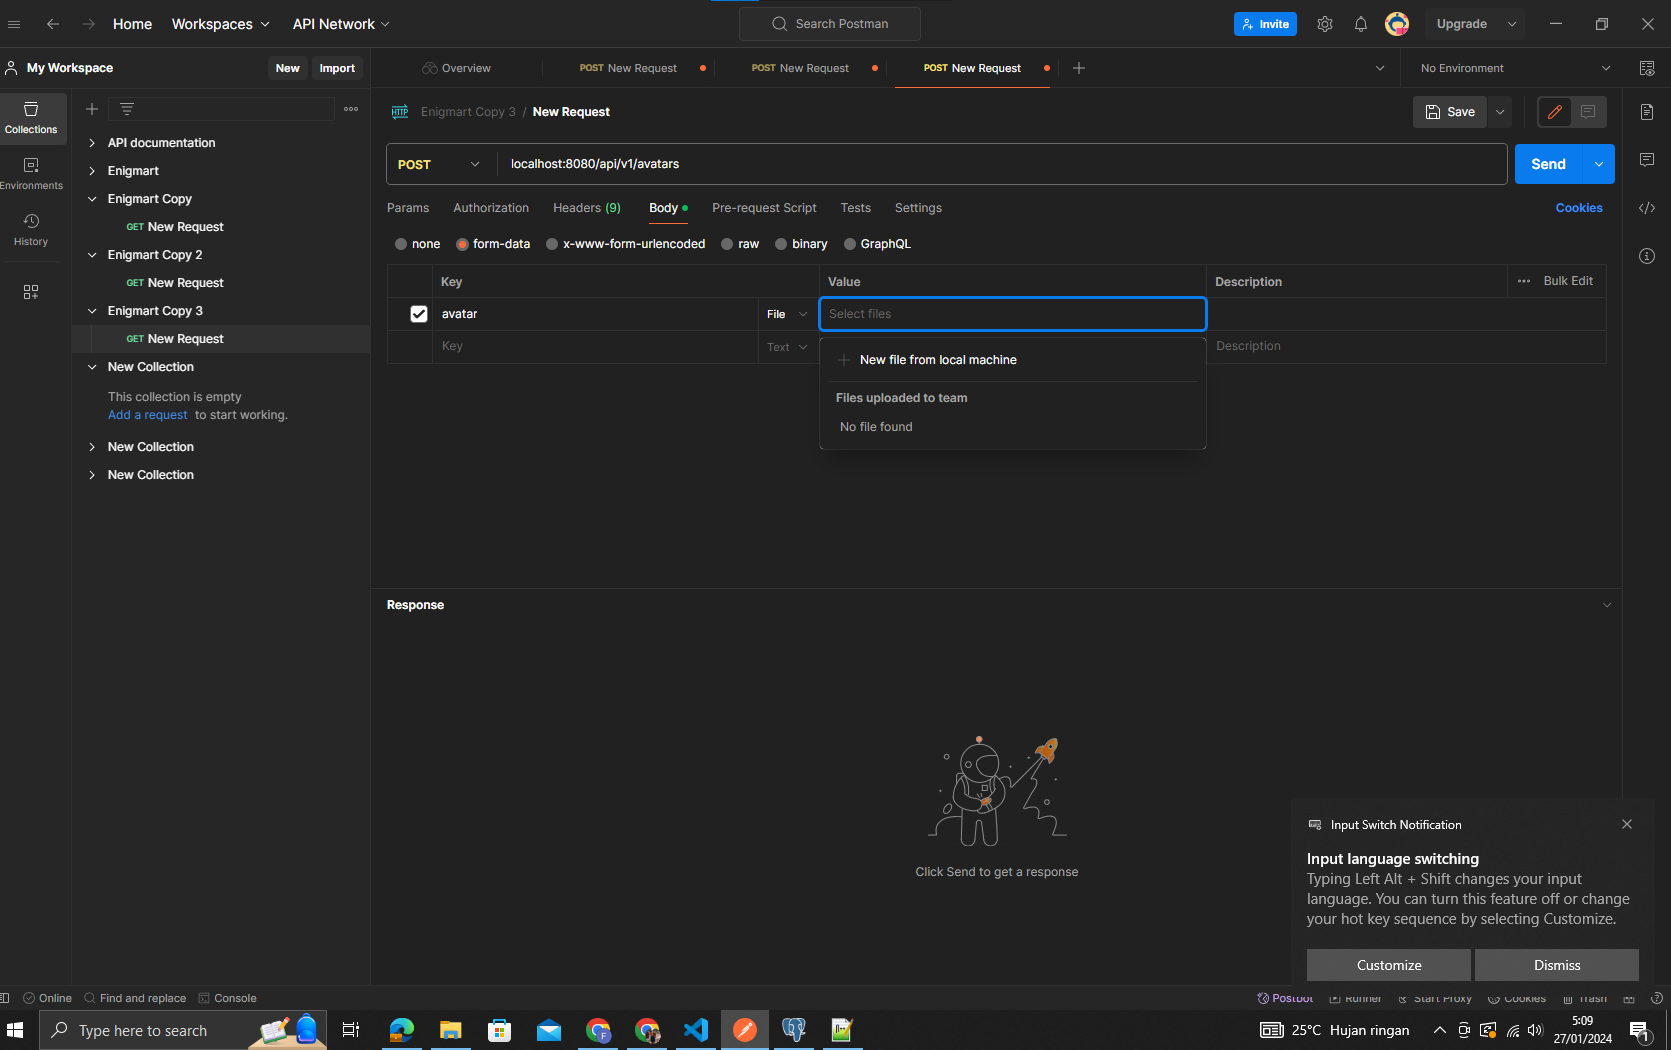 Home Workspaces API Network Search Postman Invite Upgrade
My Workspace New Import Overview POST New Request POST New Request POST New Request No Environment
HTTP Enigmart Copy 3 / New Request Save
Collections
Environments
History
API documentation
Enigmart
Enigmart Copy
GET New Request
Enigmart Copy 2
GET New Request
Enigmart Copy 3
GET New Request
New Collection
This collection is empty
Add a request to start working.
New Collection
New Collection
POST localhost:8080/api/v1/avatars Send
Params Authorization Headers (9) Body Pre-request Script Tests Settings Cookies
none form-data x-www-form-urlencoded raw binary GraphQL
Key Value Description Bulk Edit
avatar File Select files
Key Text Description
New file from local machine
Files uploaded to team
No file found
Response
Click Send to get a response
Input Switch Notification
Input language switching
Typing Left Alt + Shift changes your input
language. You can turn this feature off or change
your hot key sequence by selecting Customize.
Customize Dismiss
Online Find and replace Console Postbot Runner Start Proxy Cookies Trash
Type here to search F 25°C Hujan ringan 5:09
27/01/2024 1